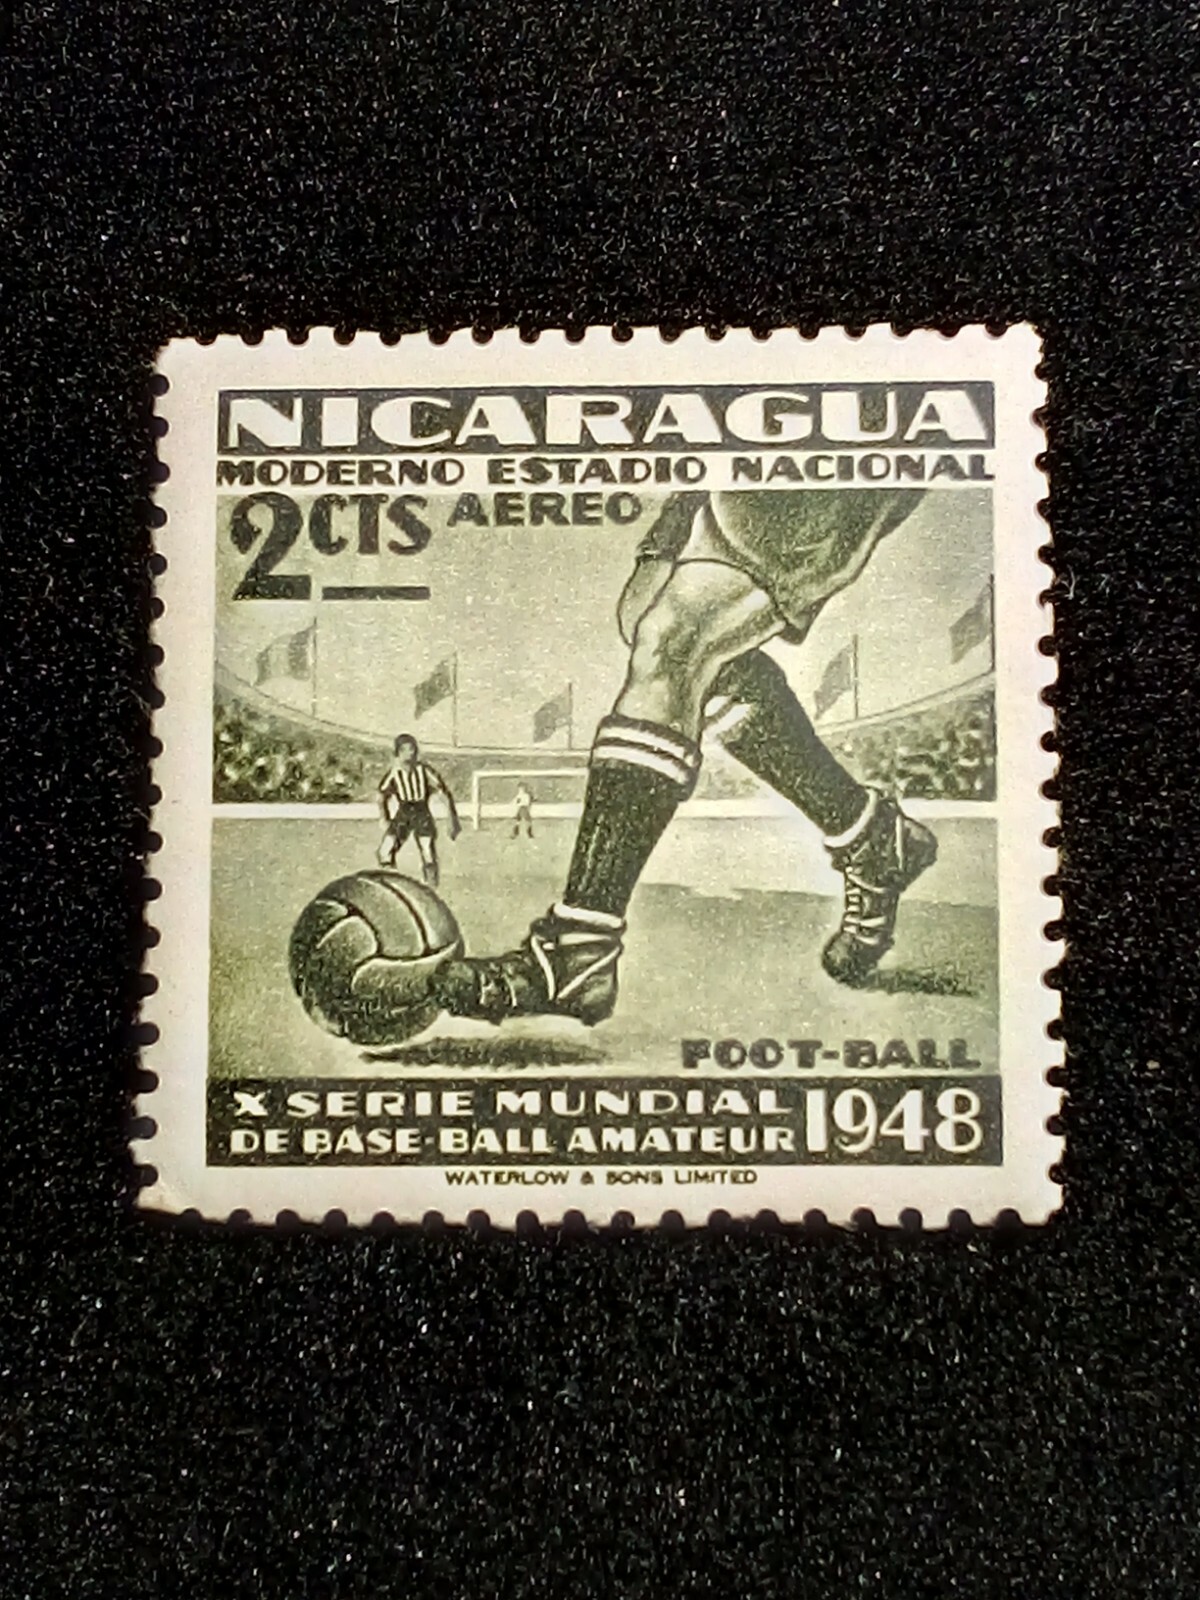 NICARAGUA
MODERNO ESTADIO NACIONAL
2CTS AEREO
FOOT-BALL
X SERIE MUNDIAL
DE BASE-BALL AMATEUR 1948
WATERLOW & SONS LIMITED